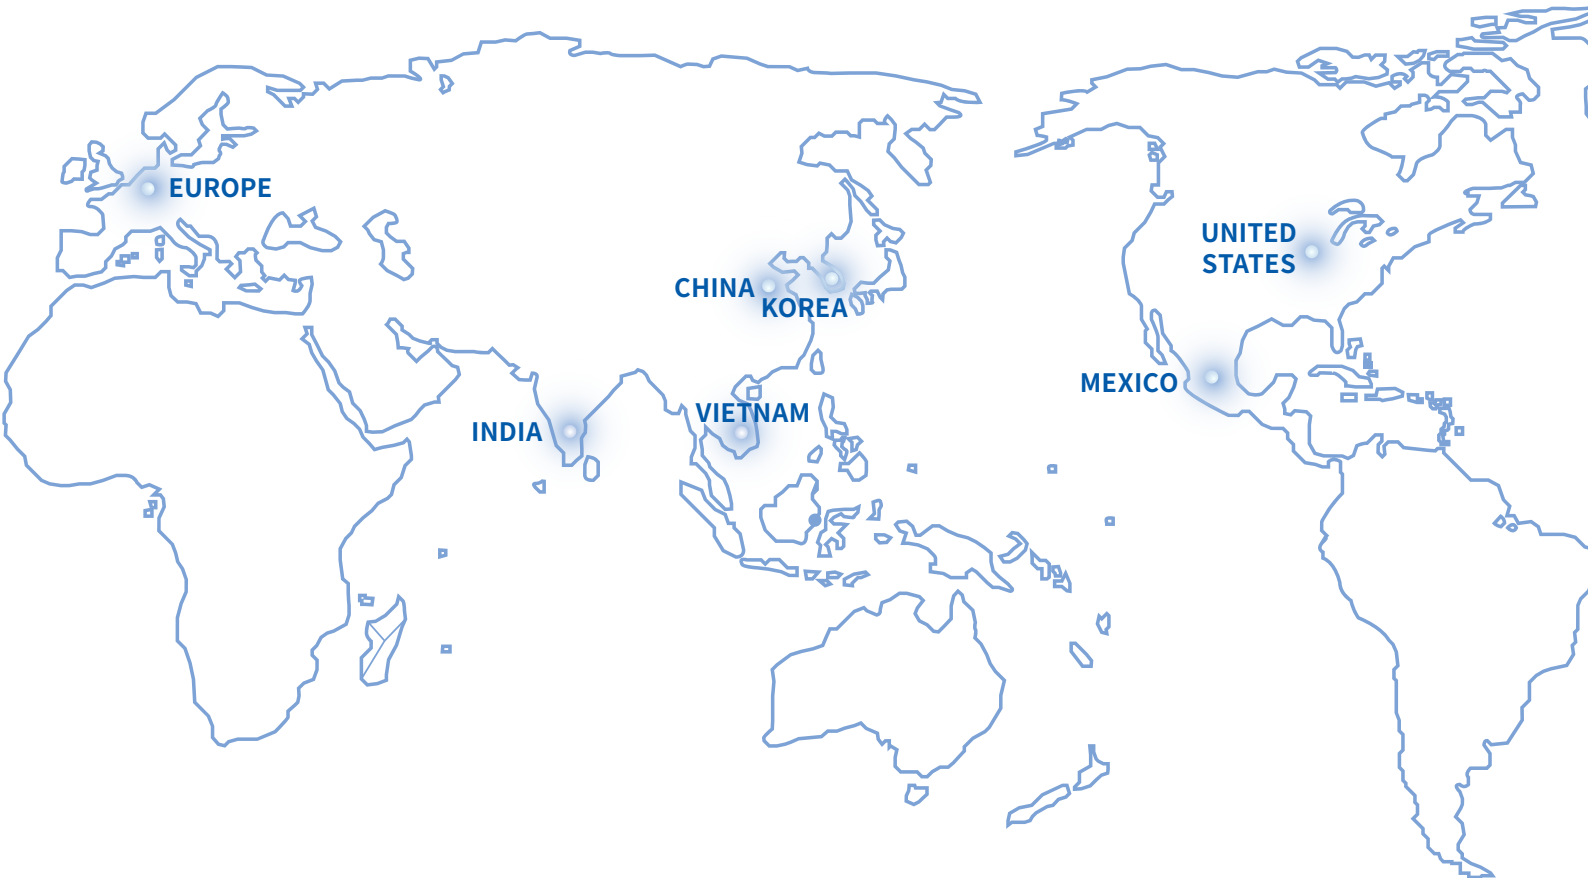 EUROPE
UNITED
STATES
CHINA
KOREA
MEXICO
VIETNAM
INDIA